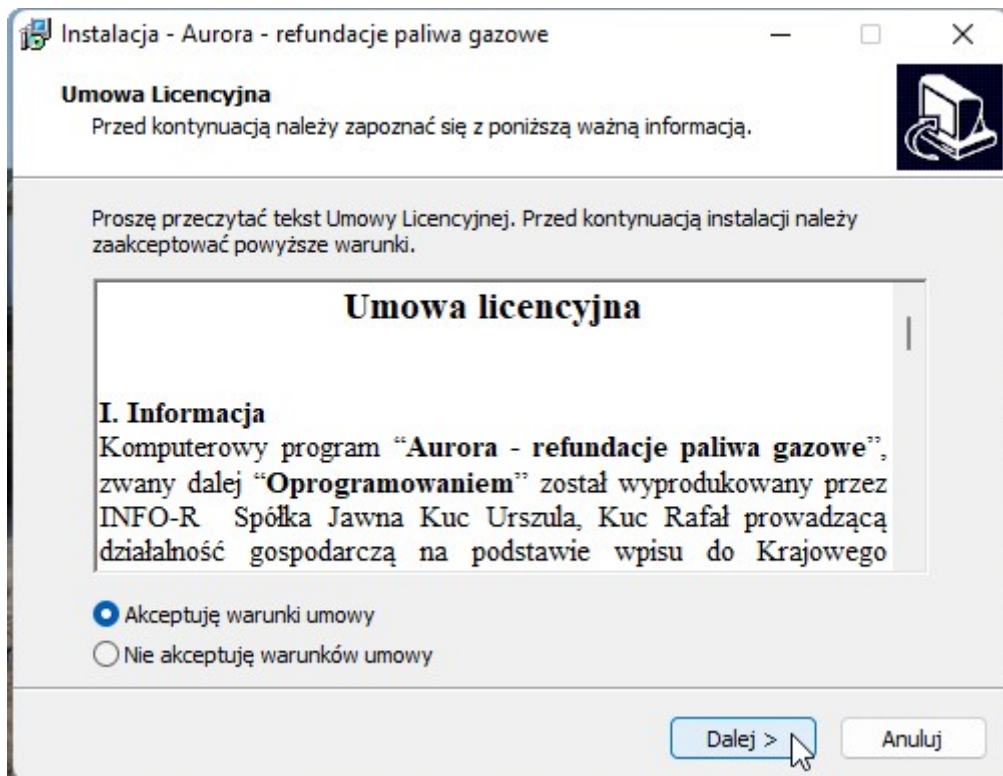 Instalacja - Aurora - refundacje paliwa gazowe
Umowa Licencyjna
Przed kontynuacją należy zapoznać się z poniższą ważną informacją.
Proszę przeczytać tekst Umowy Licencyjnej. Przed kontynuacją instalacji należy
zaakceptować powyższe warunki.
Umowa licencyjna
I. Informacja
Komputerowy program “Aurora - refundacje paliwa gazowe”,
zwany dalej “Oprogramowaniem” został wyprodukowany przez
INFO-R Spółka Jawna Kuc Urszula, Kuc Rafał prowadzącą
działalność gospodarczą na podstawie wpisu do Krajowego
Akceptuję warunki umowy
Nie akceptuję warunków umowy
Dalej >
Anuluj